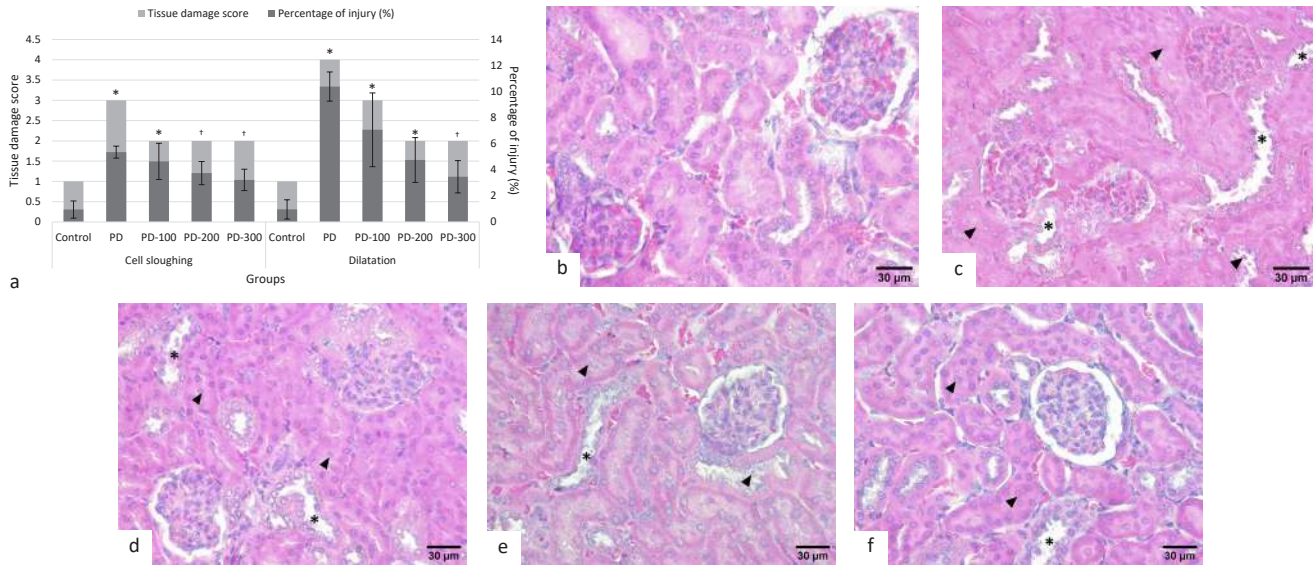 Tissue damage score Percentage of injury (%)
4.5 14
4 12
3.5 10
3 8
2.5 6
2 4
1.5 2
1 0
0.5
0
Tissue damage score
Percentage of injury (%)
* * * † † * * * †
Control PD PD-100 PD-200 PD-300 Control PD PD-100 PD-200 PD-300
Cell sloughing Dilatation
Groups
a
b 30 µm
* * * *
c 30 µm
* *
d 30 µm
*
e 30 µm
*
f 30 µm